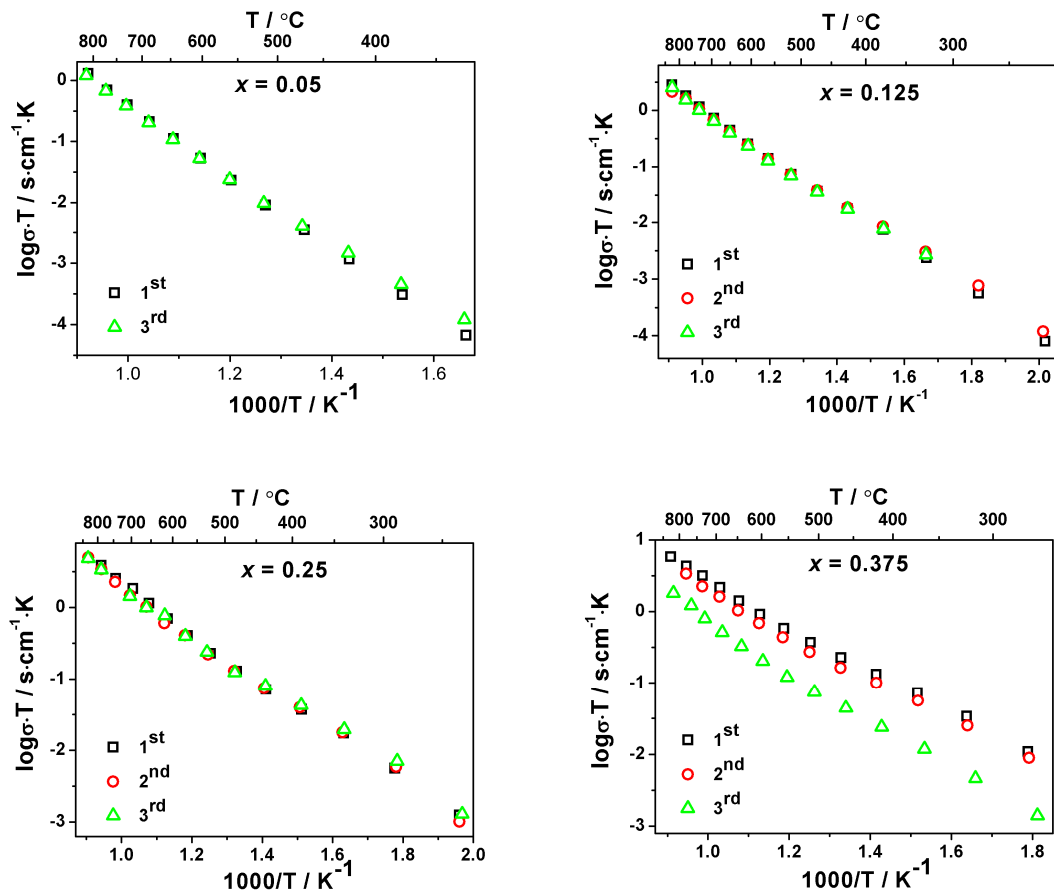 T / °C
800 700 600 500 400
x = 0.05
0
-1
-2
-3
-4
logσ·T / s·cm⁻¹·K
1st
3rd
1.0 1.2 1.4 1.6
1000/T / K⁻¹
T / °C
800 700 600 500 400 300
x = 0.125
0
-1
-2
-3
-4
logσ·T / s·cm⁻¹·K
1st
2nd
3rd
1.0 1.2 1.4 1.6 1.8 2.0
1000/T / K⁻¹
T / °C
800 700 600 500 400 300
x = 0.25
0
-1
-2
-3
logσ·T / s·cm⁻¹·K
1st
2nd
3rd
1.0 1.2 1.4 1.6 1.8 2.0
1000/T / K⁻¹
T / °C
800 700 600 500 400 300
x = 0.375
1
0
-1
-2
-3
logσ·T / s·cm⁻¹·K
1st
2nd
3rd
1.0 1.2 1.4 1.6 1.8
1000/T / K⁻¹